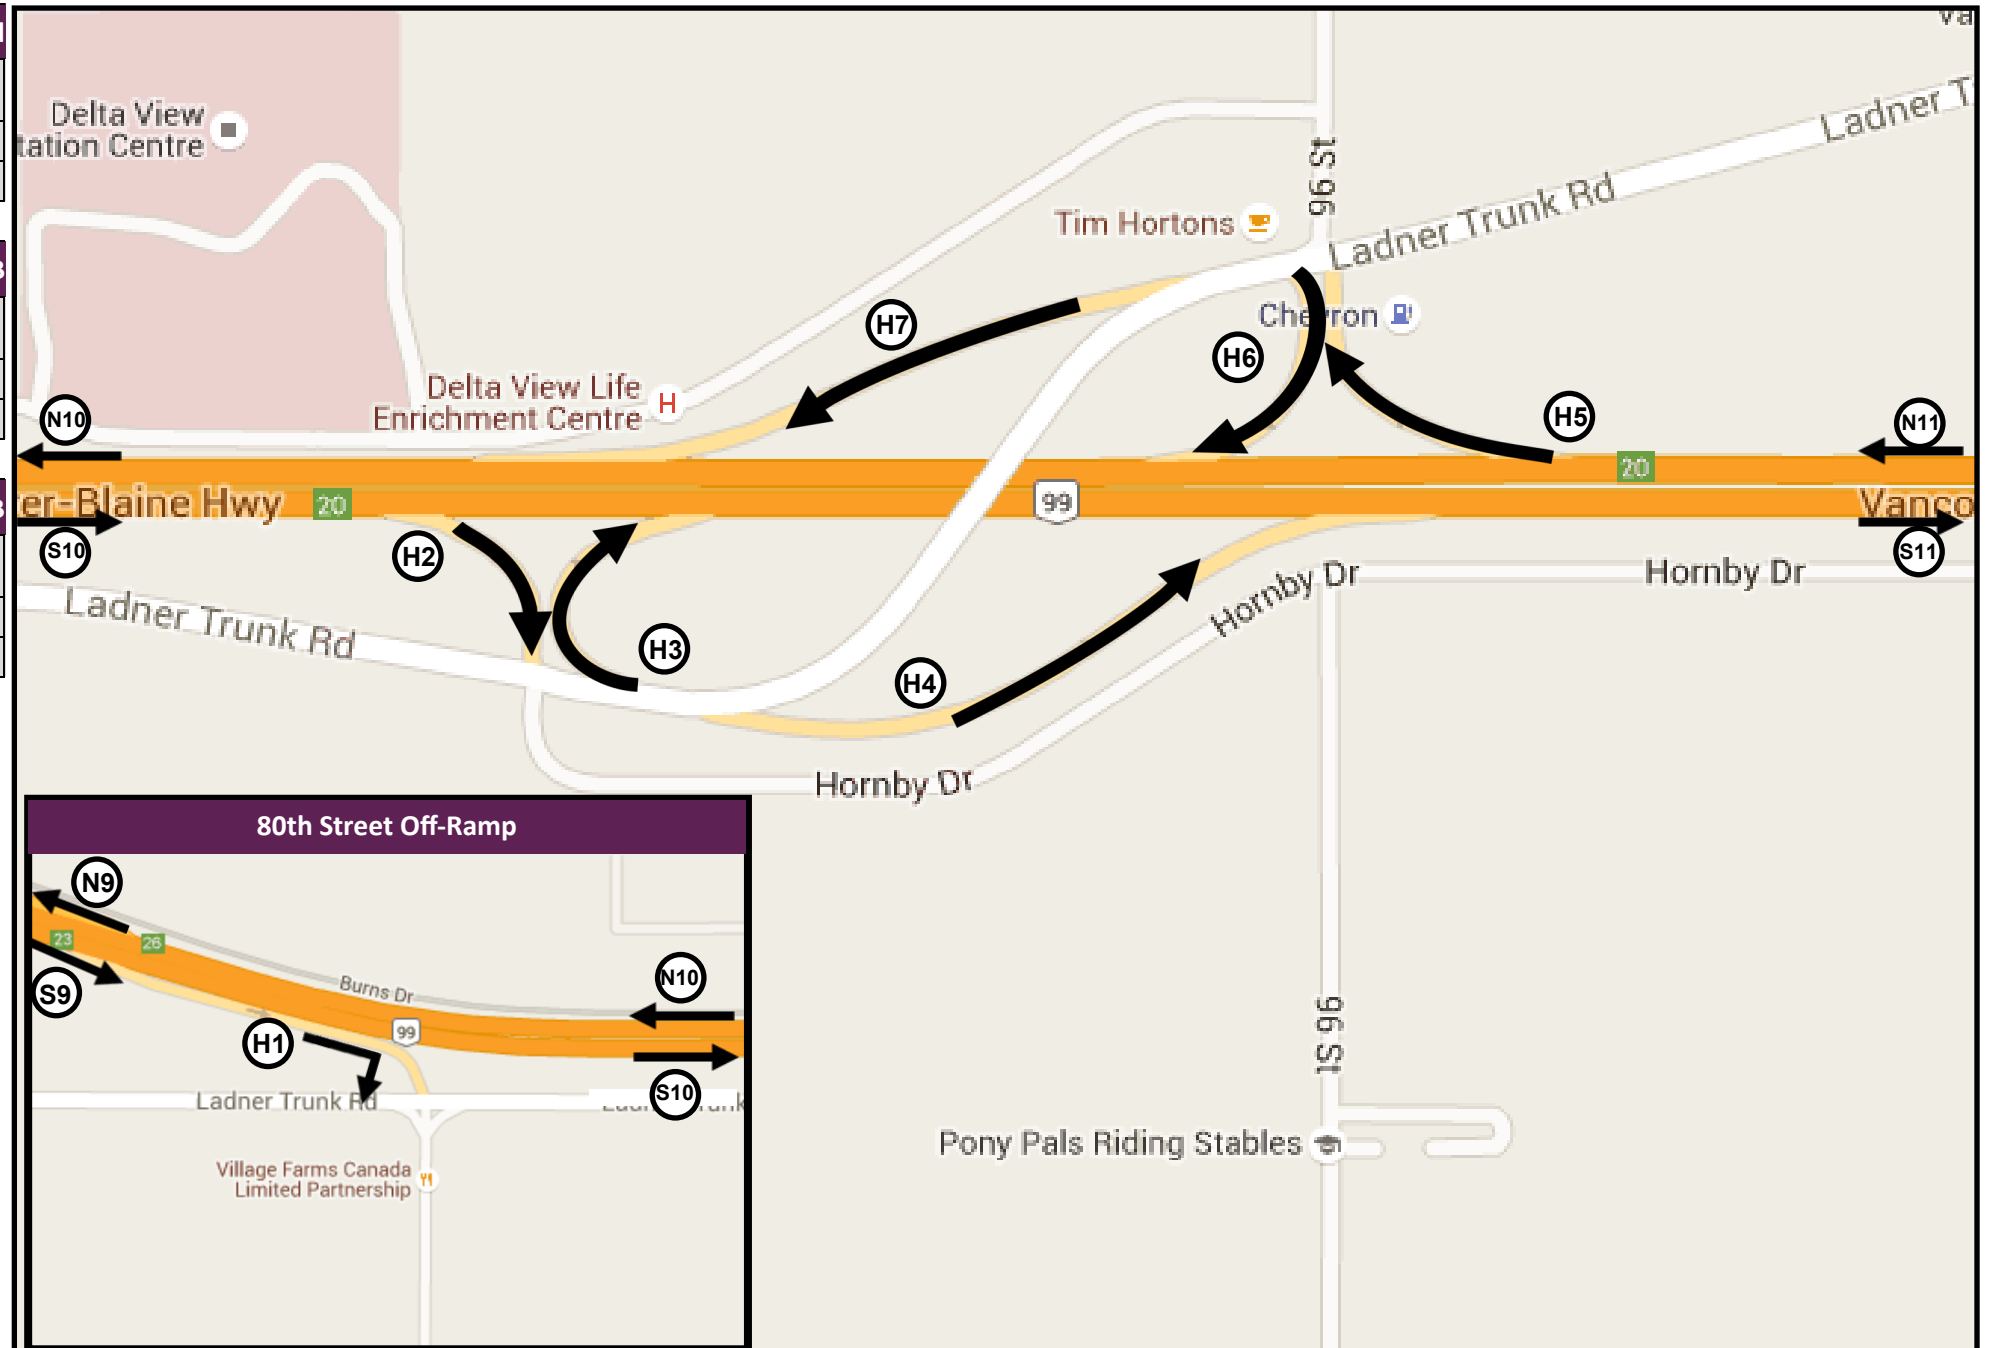 Delta View
tation Centre
96 St
Ladner T
Ladner Trunk Rd
Tim Hortons
Chevron
H7
H6
H5
Delta View Life
Enrichment Centre
H
N10
N11
20
er-Blaine Hwy
20
99
Vanco
S10
H2
S11
Hornby Dr
Hornby Dr
Ladner Trunk Rd
H3
H4
Hornby Dr
80th Street Off-Ramp
N9
23
26
S9
Burns Dr
N10
H1
99
S10
Ladner Trunk Rd
Village Farms Canada
Limited Partnership
96 St
Pony Pals Riding Stables